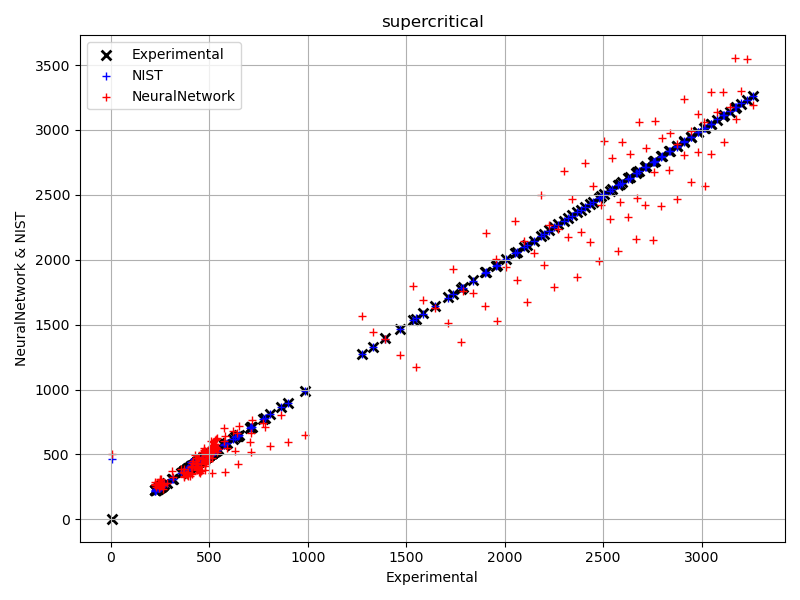 supercritical
Experimental
NIST
NeuralNetwork
NeuralNetwork & NIST
3500
3000
2500
2000
1500
1000
500
0
0 500 1000 1500 2000 2500 3000
Experimental